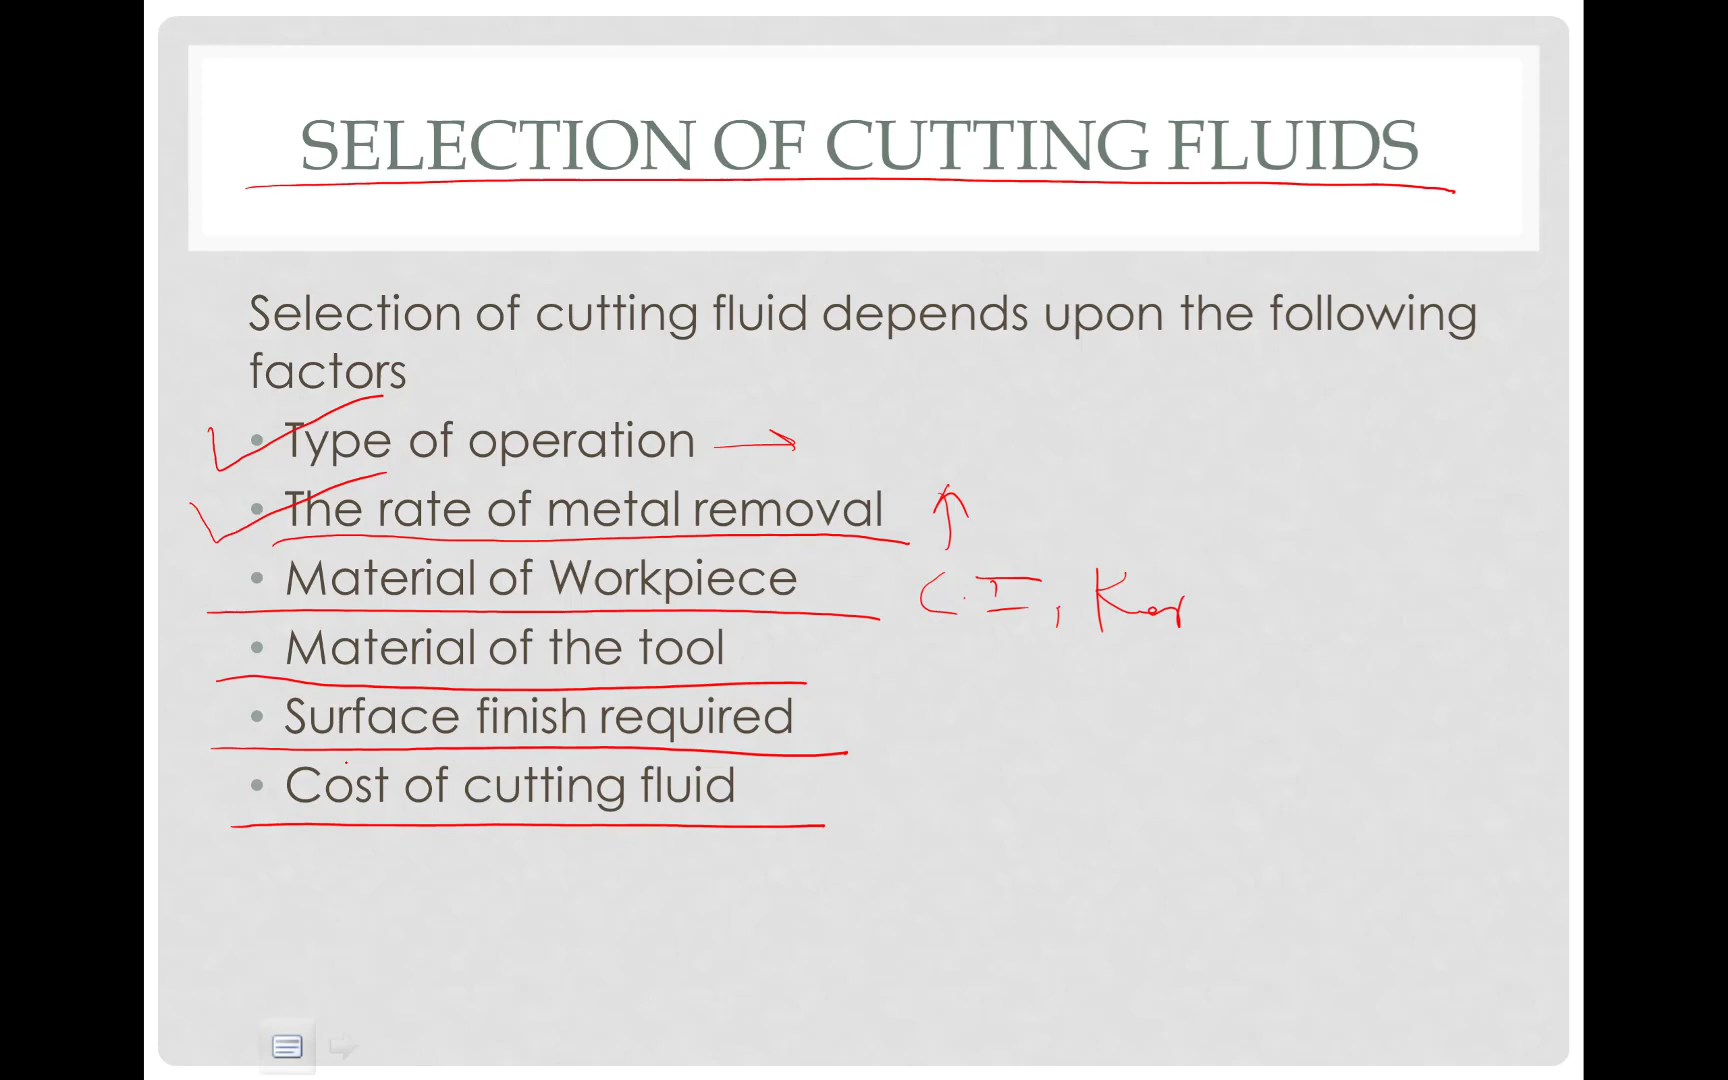 SELECTION OF CUTTING FLUIDS
Selection of cutting fluid depends upon the following
factors
• Type of operation
• The rate of metal removal
• Material of Workpiece C.I, Ker
• Material of the tool
• Surface finish required
• Cost of cutting fluid